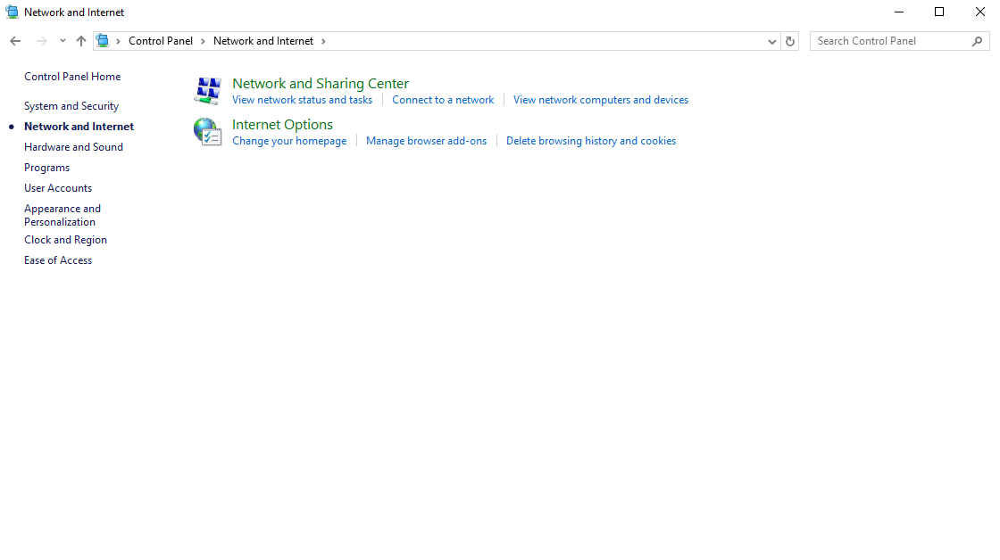 Network and Internet
Control Panel Network and Internet
Search Control Panel
Control Panel Home
System and Security
Network and Internet
Hardware and Sound
Programs
User Accounts
Appearance and
Personalization
Clock and Region
Ease of Access
Network and Sharing Center
View network status and tasks Connect to a network View network computers and devices
Internet Options
Change your homepage Manage browser add-ons Delete browsing history and cookies